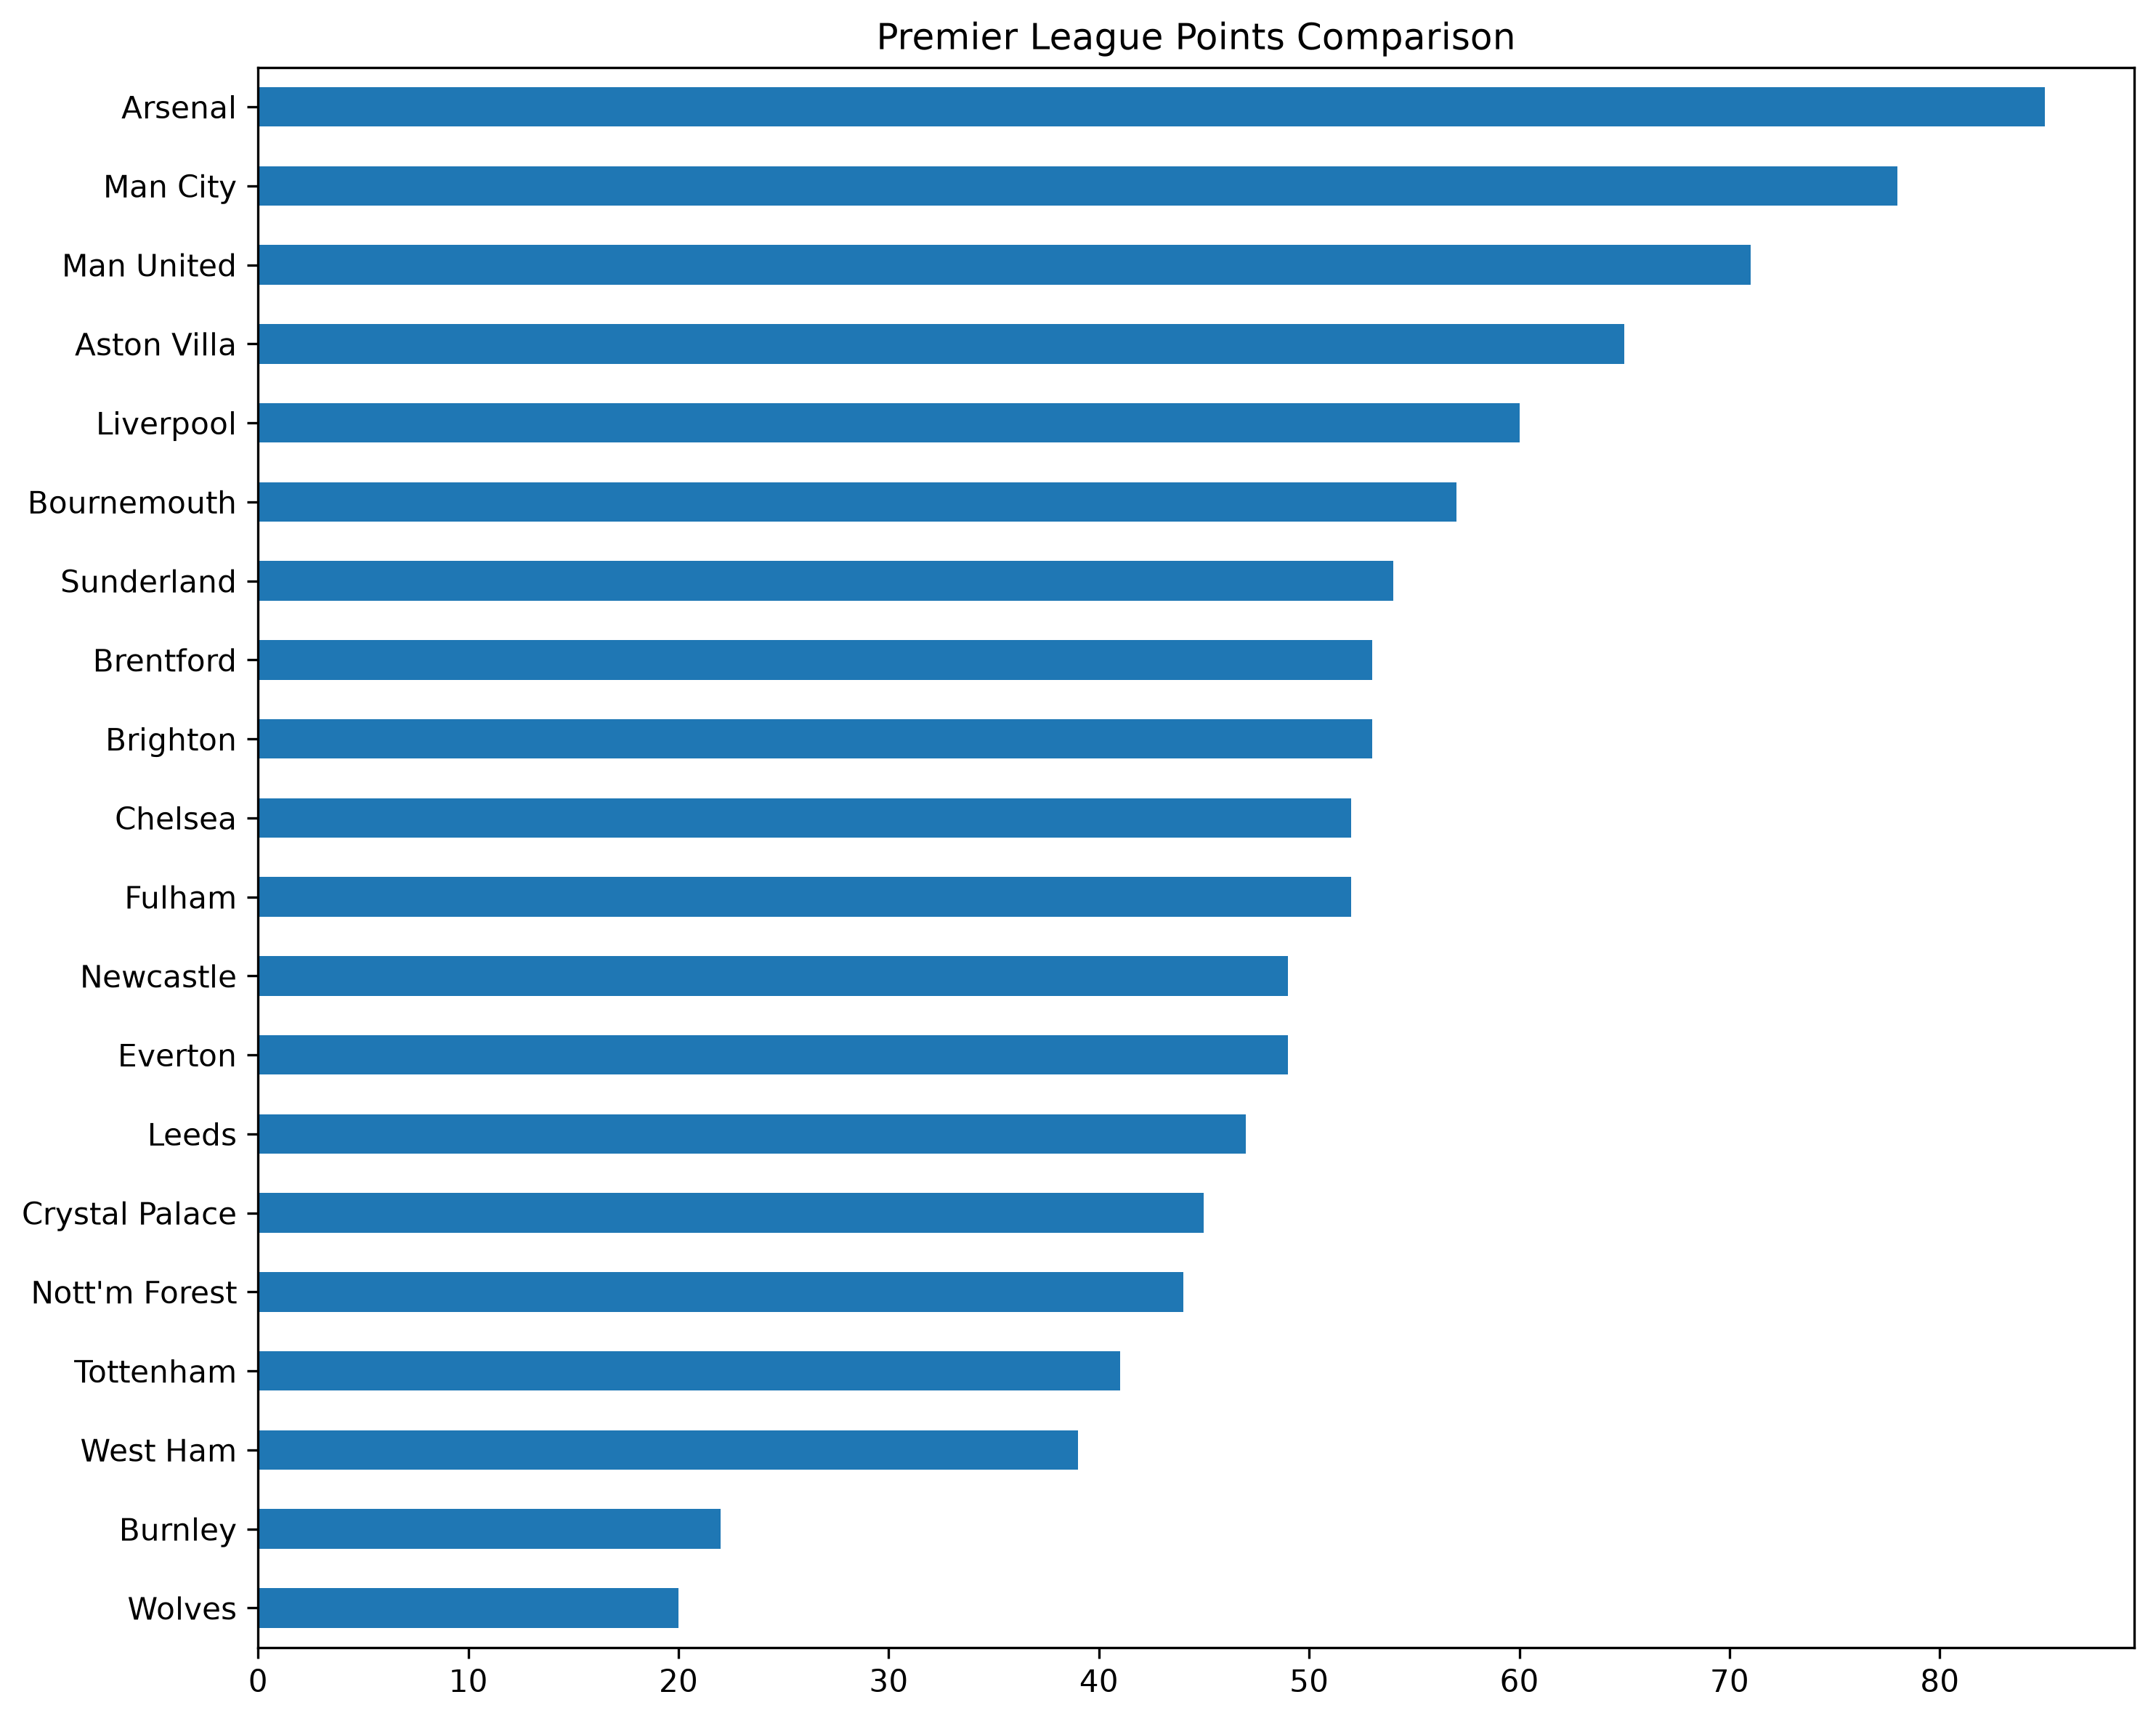 Premier League Points Comparison
Arsenal
Man City
Man United
Aston Villa
Liverpool
Bournemouth
Sunderland
Brentford
Brighton
Chelsea
Fulham
Newcastle
Everton
Leeds
Crystal Palace
Nott'm Forest
Tottenham
West Ham
Burnley
Wolves
0 10 20 30 40 50 60 70 80